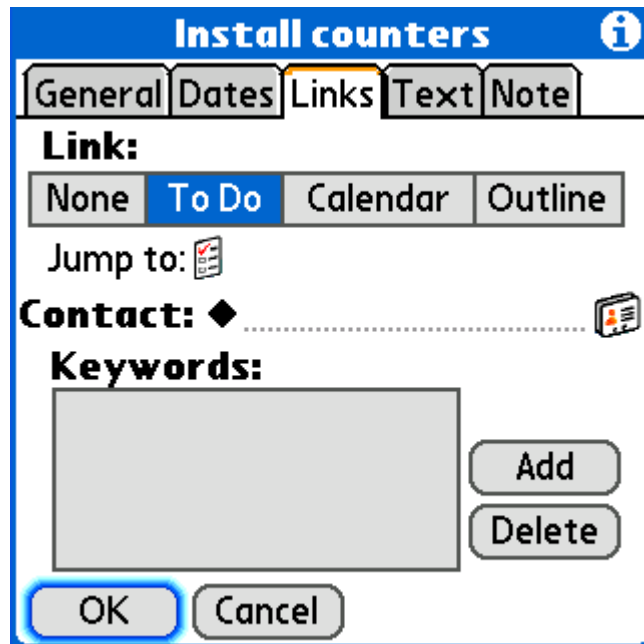 Install counters
General Dates Links Text Note
Link:
None To Do Calendar Outline
Jump to:
Contact:
Keywords:
Add
Delete
OK Cancel